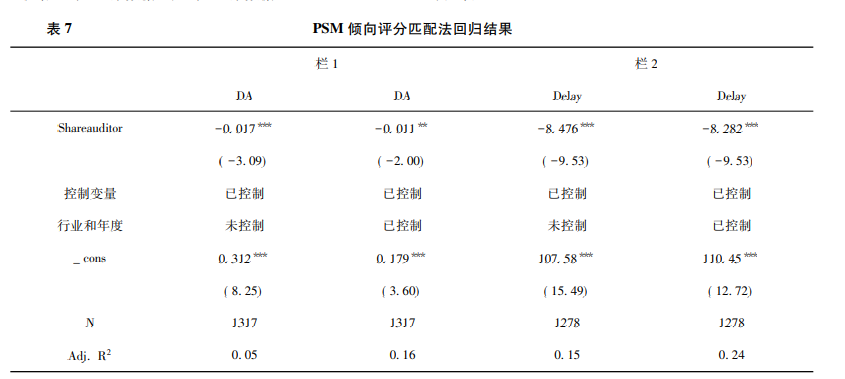 表 7 PSM 倾向评分匹配法回归结果
栏 1 栏 2
DA DA Delay Delay
Shareauditor -0. 017*** -0. 011** -8. 476*** -8. 282***
( -3. 09) ( -2. 00) ( -9. 53) ( -9. 53)
控制变量 已控制 已控制 已控制 已控制
行业和年度 未控制 已控制 未控制 已控制
_ cons 0. 312*** 0. 179*** 107. 58*** 110. 45***
( 8. 25) ( 3. 60) ( 15. 49) ( 12. 72)
N 1317 1317 1278 1278
Adj. R² 0. 05 0. 16 0. 15 0. 24